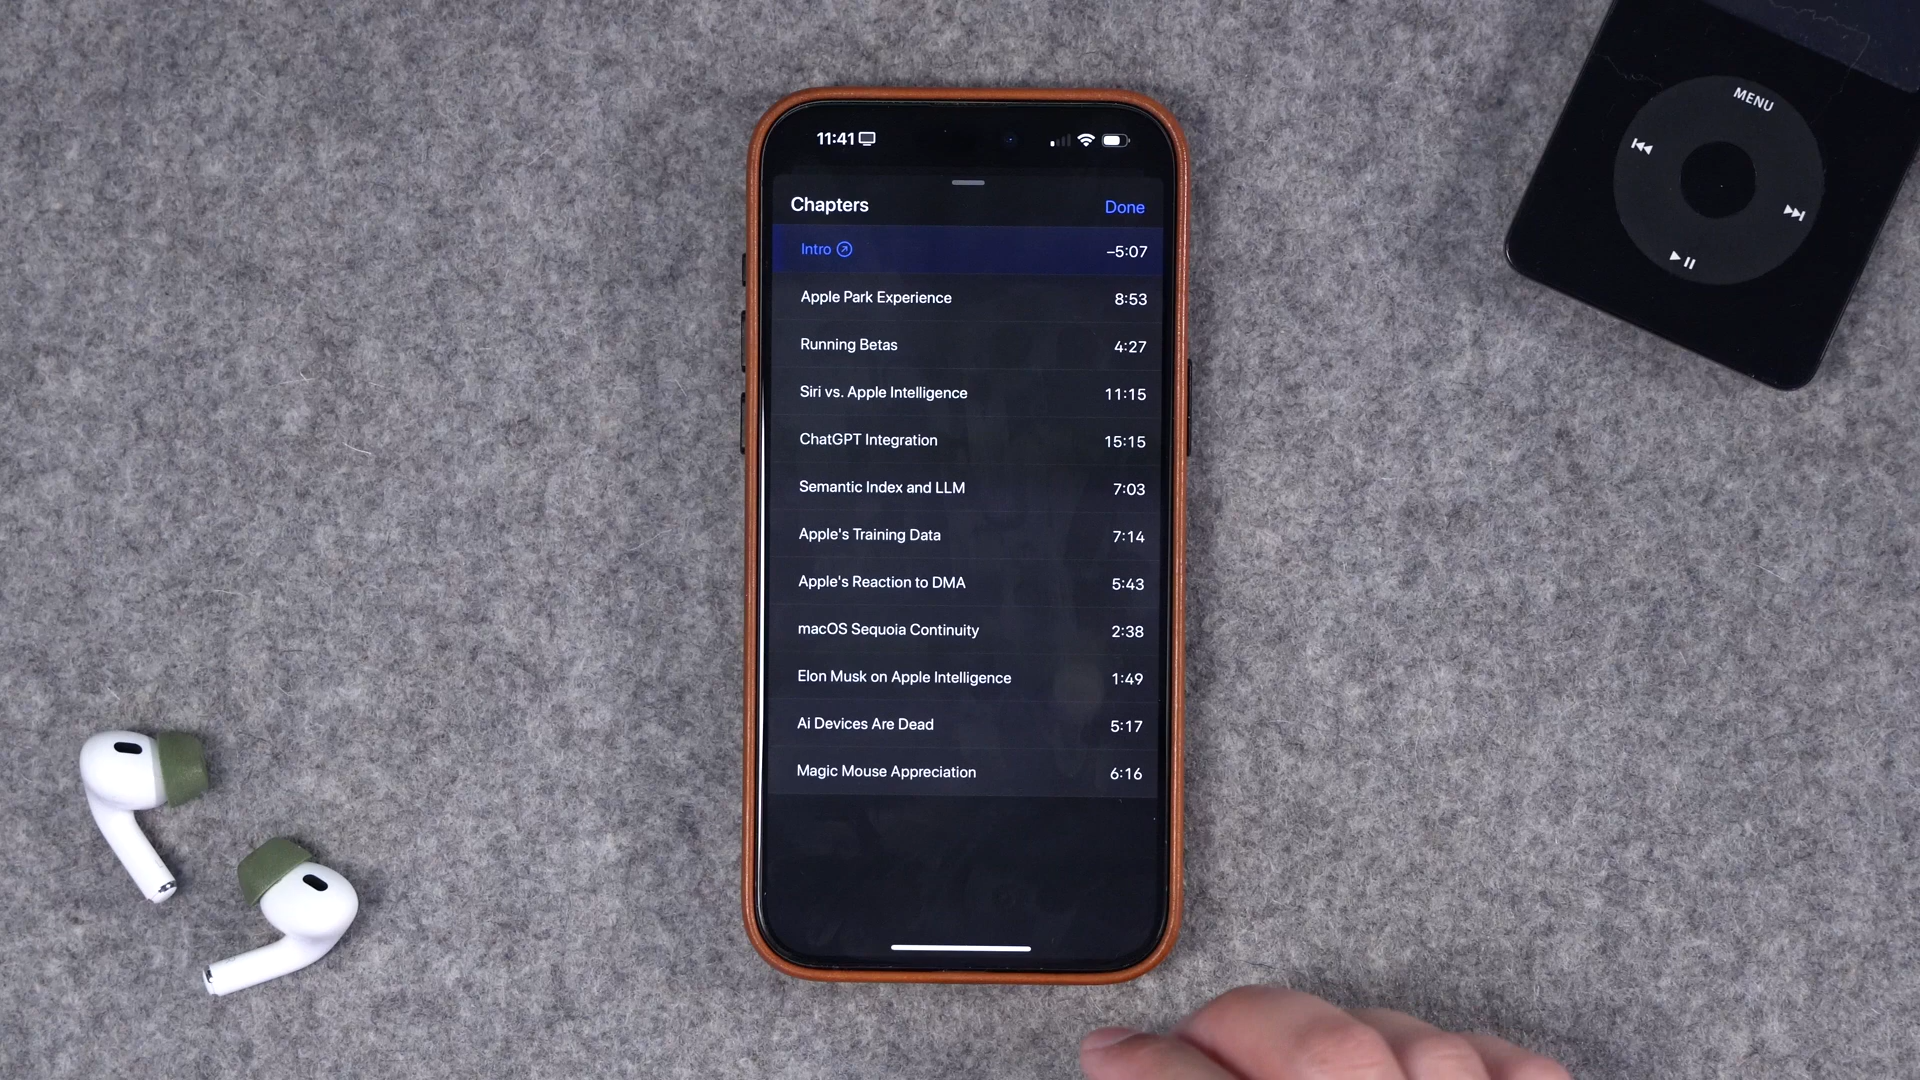 11:41
Chapters
Done
Intro –5:07
Apple Park Experience 8:53
Running Betas 4:27
Siri vs. Apple Intelligence 11:15
ChatGPT Integration 15:15
Semantic Index and LLM 7:03
Apple's Training Data 7:14
Apple's Reaction to DMA 5:43
macOS Sequoia Continuity 2:38
Elon Musk on Apple Intelligence 1:49
Ai Devices Are Dead 5:17
Magic Mouse Appreciation 6:16
MENU